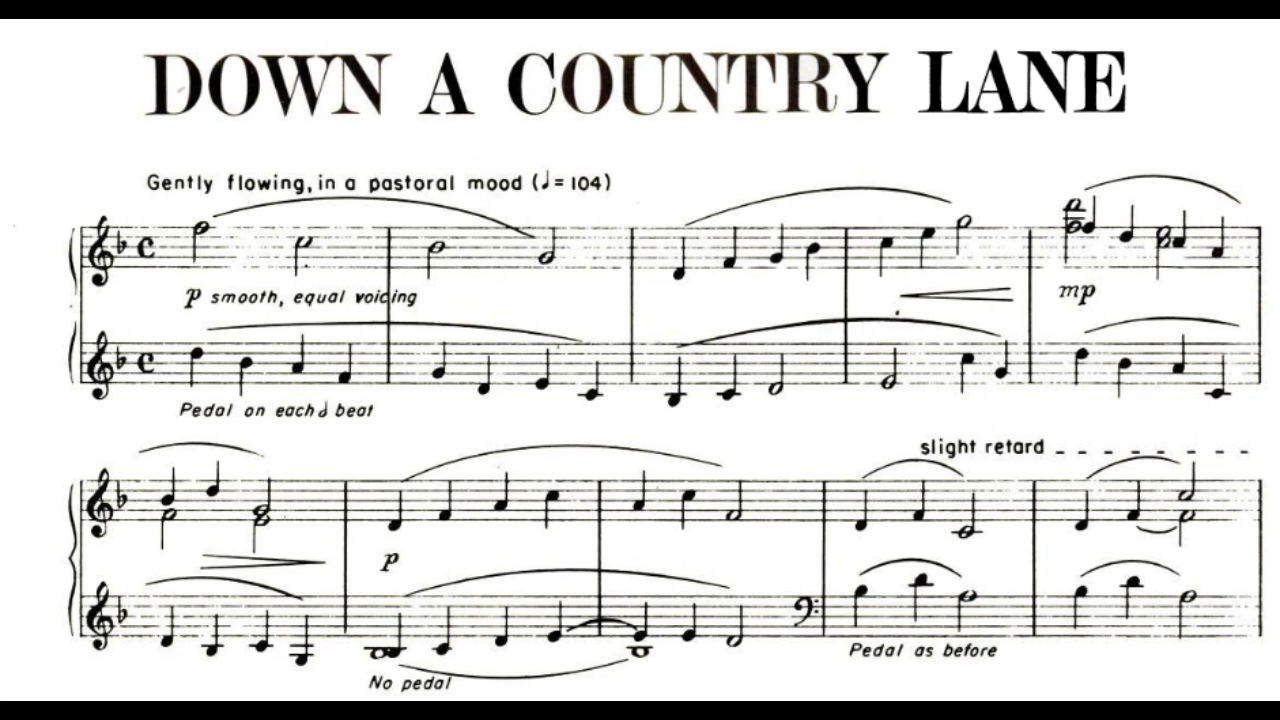 DOWN A COUNTRY LANE
Gently flowing, in a pastoral mood (♩= 104)
p smooth, equal voicing
mp
Pedal on each 𝅗𝅥 beat
slight retard
p
Pedal as before
No pedal